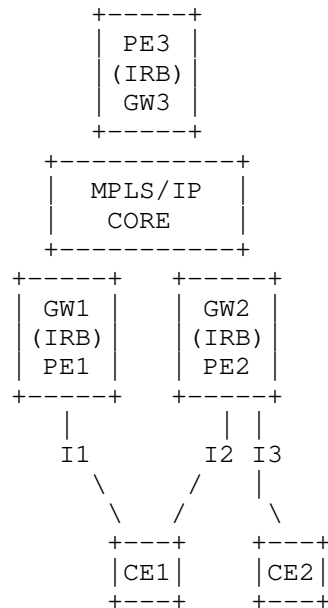 PE3
(IRB)
GW3
MPLS/IP
CORE
GW1 GW2
(IRB) (IRB)
PE1 PE2
I1 I2 I3
CE1 CE2